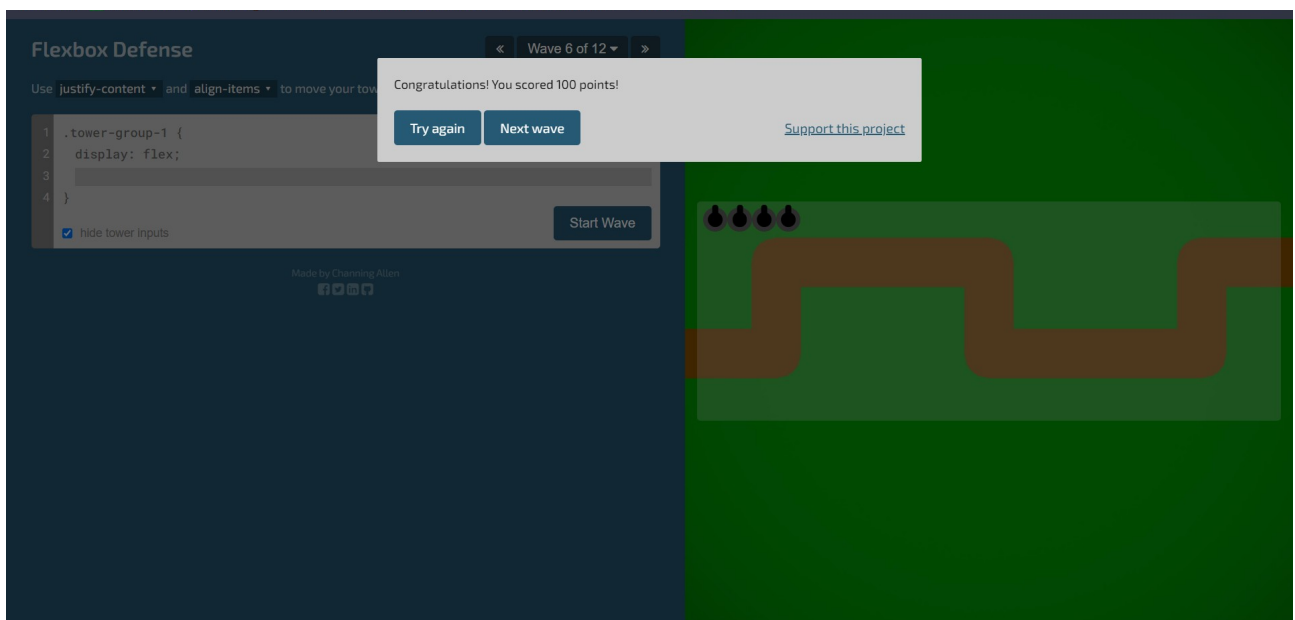 Flexbox Defense
« Wave 6 of 12 »
Use justify-content and align-items to move your tow
Congratulations! You scored 100 points!
Try again Next wave Support this project
1 .tower-group-1 {
2 display: flex;
3
4 }
hide tower inputs
Start Wave
Made by Channing Allen